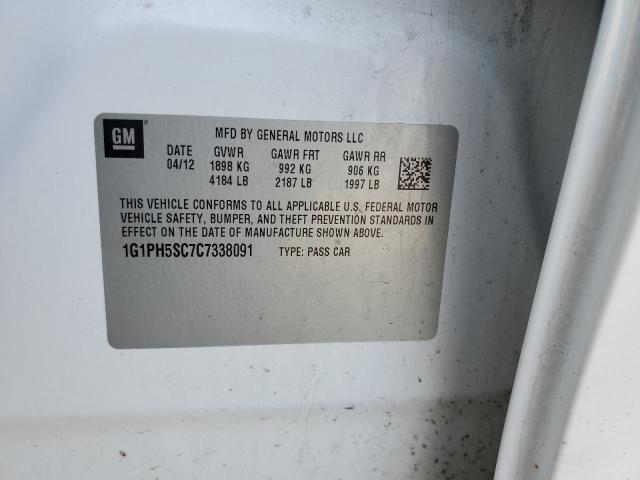 GM
MFD BY GENERAL MOTORS LLC
DATE GVWR GAWR FRT GAWR RR
04/12 1898 KG 992 KG 906 KG
4184 LB 2187 LB 1997 LB
THIS VEHICLE CONFORMS TO ALL APPLICABLE U.S. FEDERAL MOTOR
VEHICLE SAFETY, BUMPER, AND THEFT PREVENTION STANDARDS IN
EFFECT ON THE DATE OF MANUFACTURE SHOWN ABOVE.
1G1PH5SC7C7338091 TYPE: PASS CAR